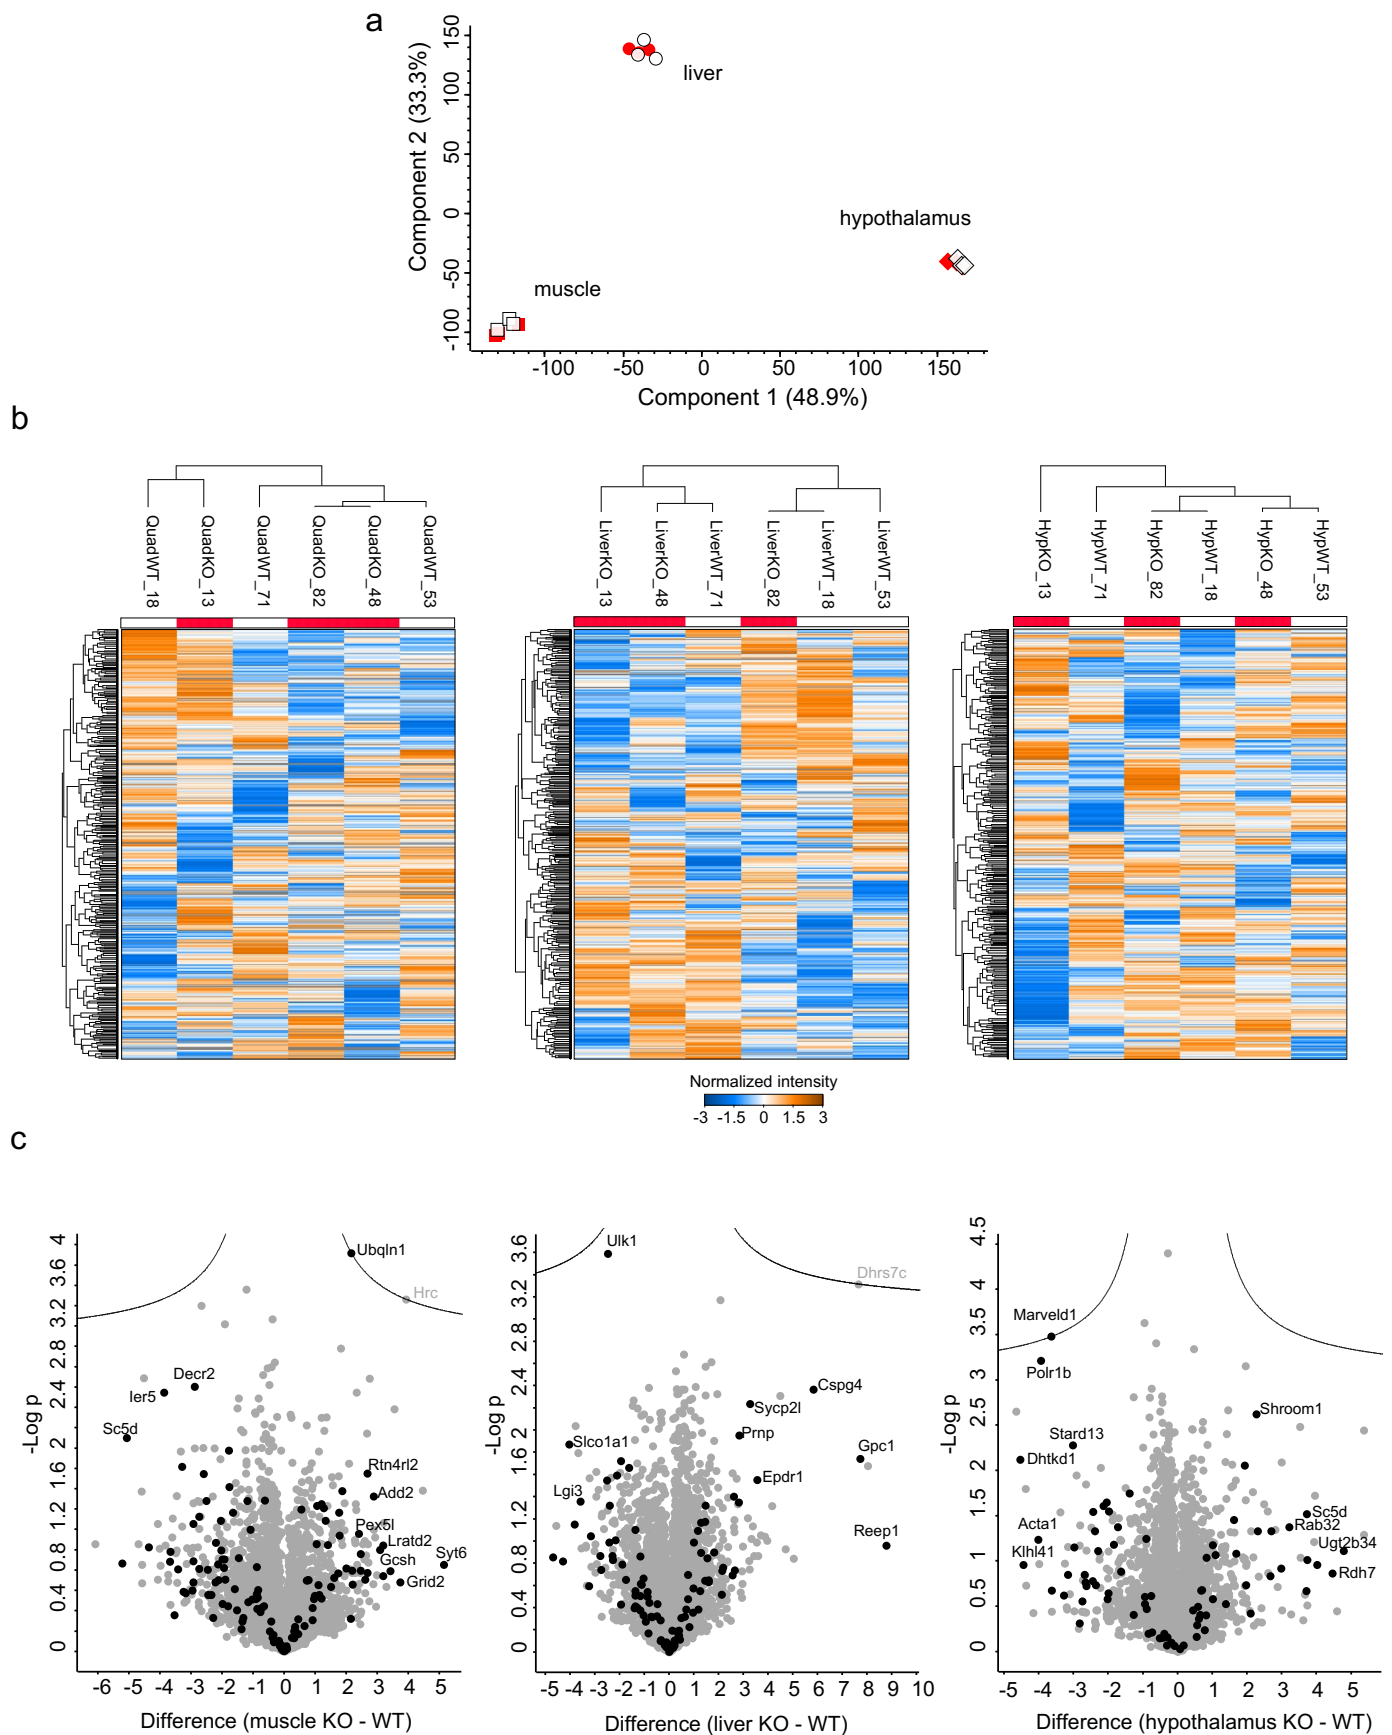 a
Component 2 (33.3%)
150
100
50
0
-50
-100
liver
hypothalamus
muscle
-100
-50
0
50
100
150
Component 1 (48.9%)
b
QuadWT_18
QuadKO_13
QuadWT_71
QuadKO_82
QuadKO_48
QuadWT_53
LiverKO_13
LiverKO_48
LiverWT_71
LiverKO_82
LiverWT_18
LiverWT_53
HypKO_13
HypWT_71
HypKO_82
HypWT_18
HypKO_48
HypWT_53
Normalized intensity
-3 -1.5 0 1.5 3
c
-Log p
4
3.6
3.2
2.8
2.4
2
1.6
1.2
0.8
0.4
0
Ubqln1
Hrc
Decr2
Ier5
Sc5d
Rtn4rl2
Add2
Pex5l
Lratd2
Gcsh
Syt6
Grid2
-6 -5 -4 -3 -2 -1 0 1 2 3 4 5
Difference (muscle KO - WT)
-Log p
3.6
3.2
2.8
2.4
2
1.6
1.2
0.8
0.4
0
Ulk1
Dhrs7c
Cspg4
Sycp2l
Prnp
Slco1a1
Gpc1
Epdr1
Lgi3
Reep1
-5 -4 -3 -2 -1 0 1 2 3 4 5 6 7 8 9 10
Difference (liver KO - WT)
-Log p
4.5
4
3.5
3
2.5
2
1.5
1
0.5
0
Marveld1
Polr1b
Shroom1
Stard13
Dhtkd1
Sc5d
Acta1
Rab32
Klhl41
Ugt2b34
Rdh7
-5 -4 -3 -2 -1 0 1 2 3 4 5
Difference (hypothalamus KO - WT)